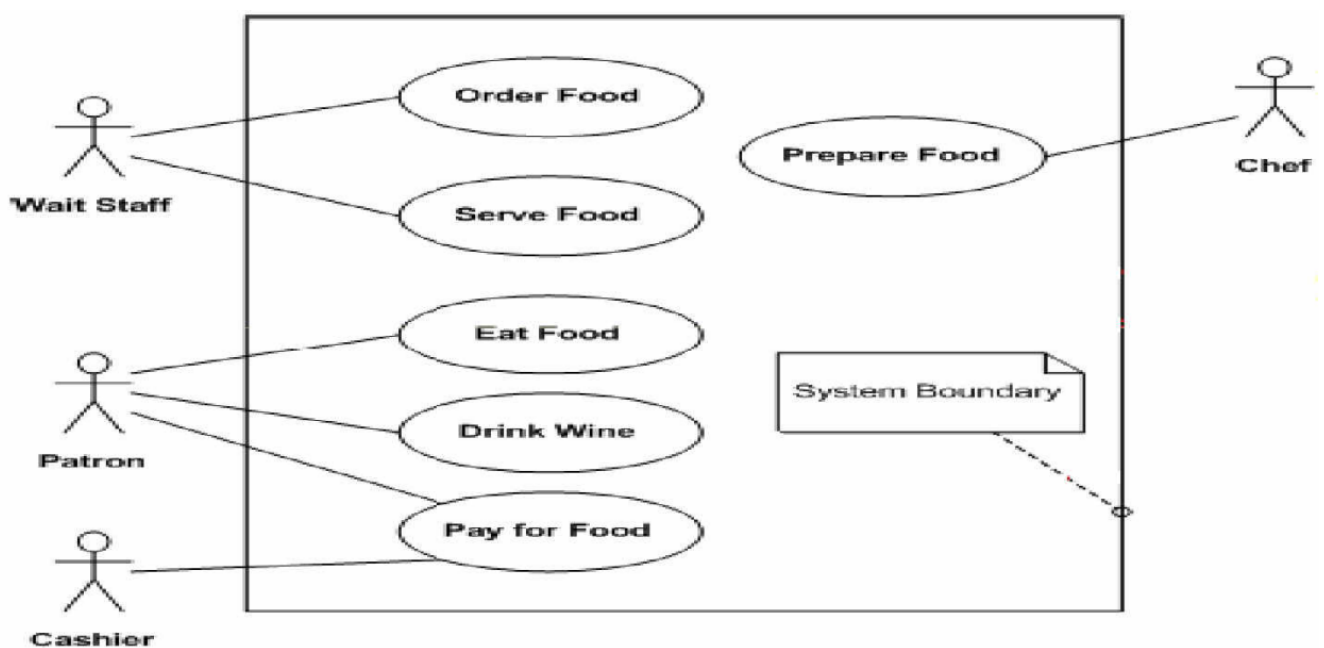 Order Food
Prepare Food
Chef
Wait Staff
Serve Food
Eat Food
System Boundary
Drink Wine
Patron
Pay for Food
Cashier